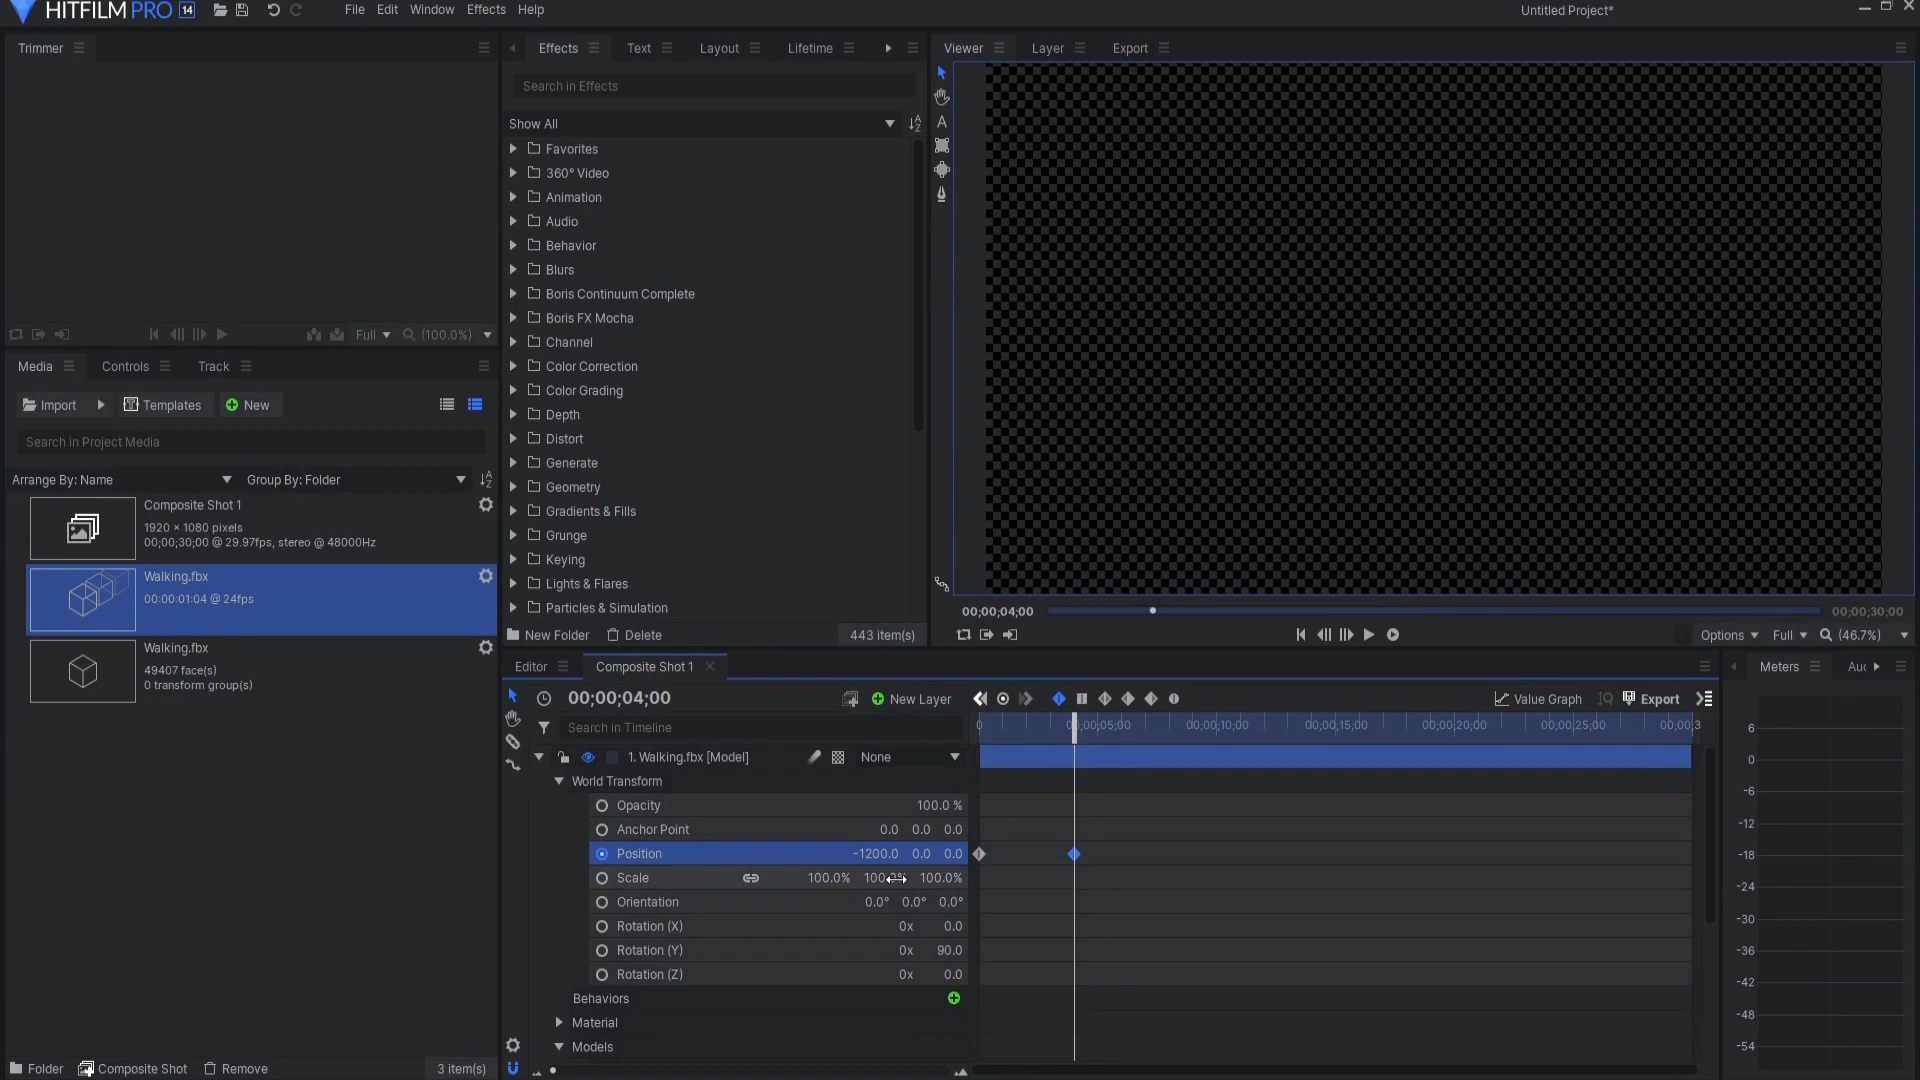 HITFILM PRO 14
File Edit Window Effects Help
Untitled Project*
Trimmer
Full (100.0%)
Media Controls Track
Import Templates New
Search in Project Media
Arrange By: Name Group By: Folder
Composite Shot 1
1920 × 1080 pixels
00;00;30;00 @ 29.97fps, stereo @ 48000Hz
Walking.fbx
00:00:01:04 @ 24fps
Walking.fbx
49407 face(s)
0 transform group(s)
Folder Composite Shot Remove 3 item(s)
Effects Text Layout Lifetime
Search in Effects
Show All
Favorites
360° Video
Animation
Audio
Behavior
Blurs
Boris Continuum Complete
Boris FX Mocha
Channel
Color Correction
Color Grading
Depth
Distort
Generate
Geometry
Gradients & Fills
Grunge
Keying
Lights & Flares
Particles & Simulation
New Folder Delete 443 item(s)
Viewer Layer Export
00;00;04;00 00;00;30;00
Options Full (46.7%)
Editor Composite Shot 1
00;00;04;00 New Layer Value Graph Export
Search in Timeline
0 00;00;05;00 00;00;10;00 00;00;15;00 00;00;20;00 00;00;25;00 00;00;3
1. Walking.fbx [Model] None
World Transform
Opacity 100.0 %
Anchor Point 0.0 0.0 0.0
Position -1200.0 0.0 0.0
Scale 100.0% 100.0% 100.0%
Orientation 0.0° 0.0° 0.0°
Rotation (X) 0x 0.0
Rotation (Y) 0x 90.0
Rotation (Z) 0x 0.0
Behaviors
Material
Models
Meters Au
6
0
-6
-12
-18
-24
-30
-36
-42
-48
-54